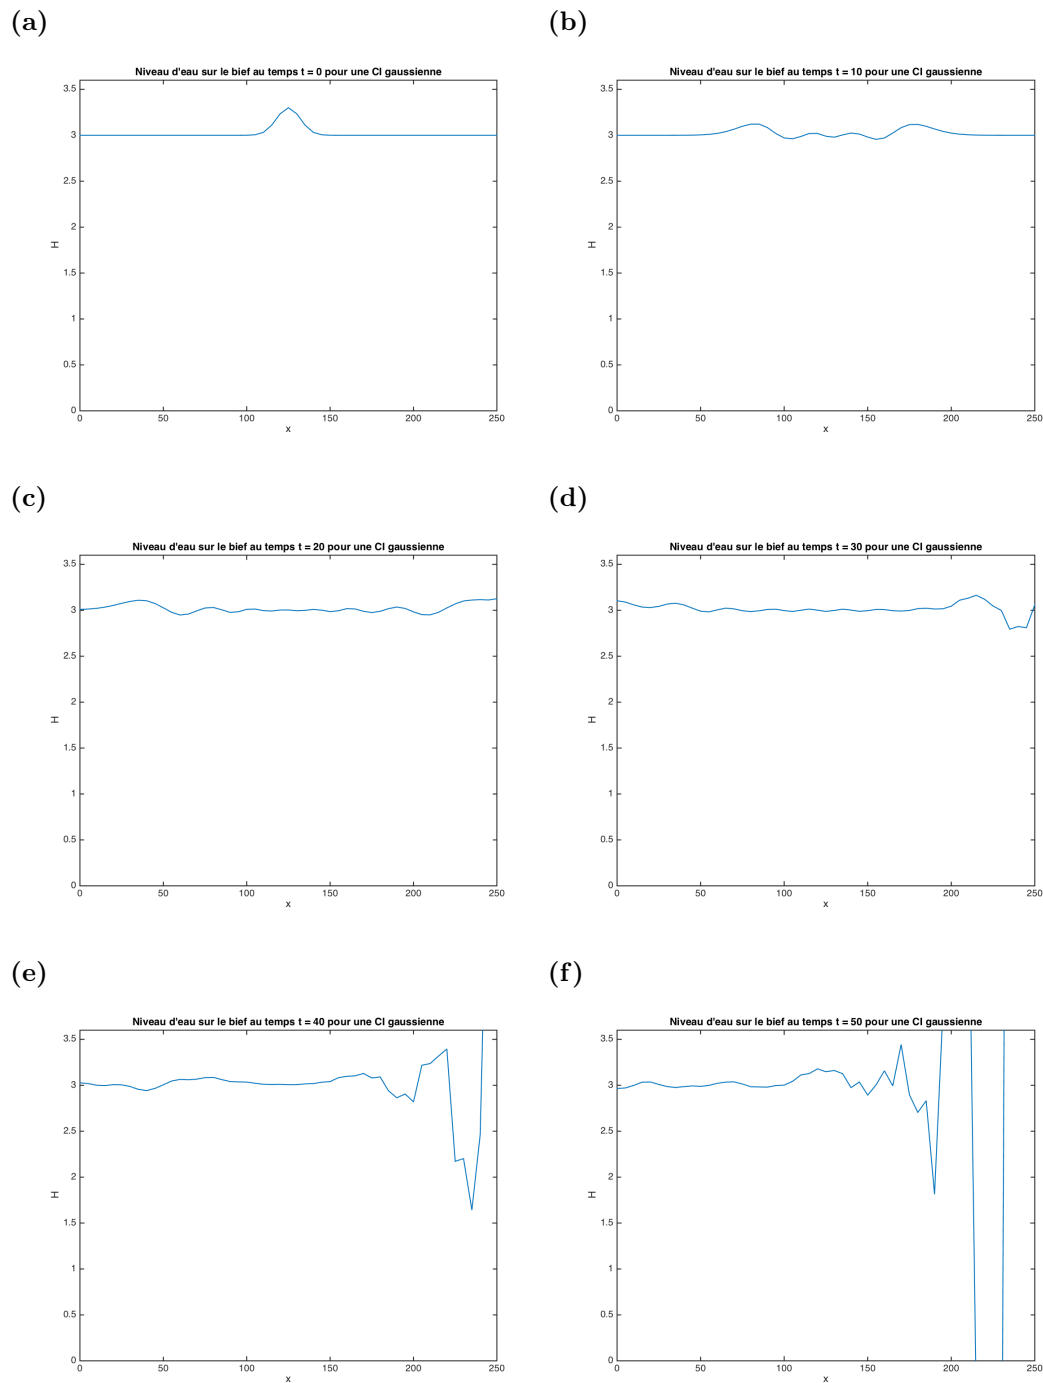 (a)
Niveau d'eau sur le bief au temps t = 0 pour une CI gaussienne
3.5
3
2.5
2
1.5
1
0.5
0
H
0 50 100 150 200 250
x
(b)
Niveau d'eau sur le bief au temps t = 10 pour une CI gaussienne
3.5
3
2.5
2
1.5
1
0.5
0
H
0 50 100 150 200 250
x
(c)
Niveau d'eau sur le bief au temps t = 20 pour une CI gaussienne
3.5
3
2.5
2
1.5
1
0.5
0
H
0 50 100 150 200 250
x
(d)
Niveau d'eau sur le bief au temps t = 30 pour une CI gaussienne
3.5
3
2.5
2
1.5
1
0.5
0
H
0 50 100 150 200 250
x
(e)
Niveau d'eau sur le bief au temps t = 40 pour une CI gaussienne
3.5
3
2.5
2
1.5
1
0.5
0
H
0 50 100 150 200 250
x
(f)
Niveau d'eau sur le bief au temps t = 50 pour une CI gaussienne
3.5
3
2.5
2
1.5
1
0.5
0
H
0 50 100 150 200 250
x